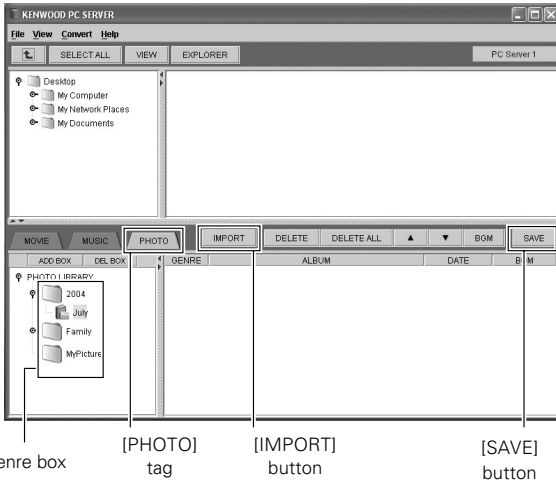 KENWOOD PC SERVER
File View Convert Help
SELECT ALL VIEW EXPLORER PC Server 1
Desktop
My Computer
My Network Places
My Documents
MOVIE MUSIC PHOTO IMPORT DELETE DELETE ALL ▲ ▼ BGM SAVE
ADD BOX DEL BOX GENRE ALBUM DATE BGM
PHOTO LIBRARY
2004
July
Family
MyPicture
enre box
[PHOTO]
tag
[IMPORT]
button
[SAVE]
button